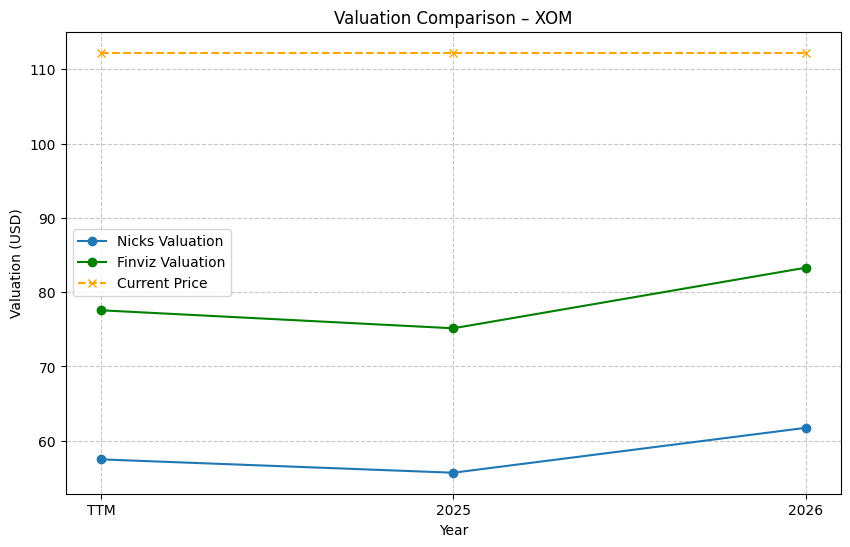 Valuation Comparison – XOM
Valuation (USD)
110
100
90
80
70
60
Nicks Valuation
Finviz Valuation
Current Price
TTM
2025
2026
Year